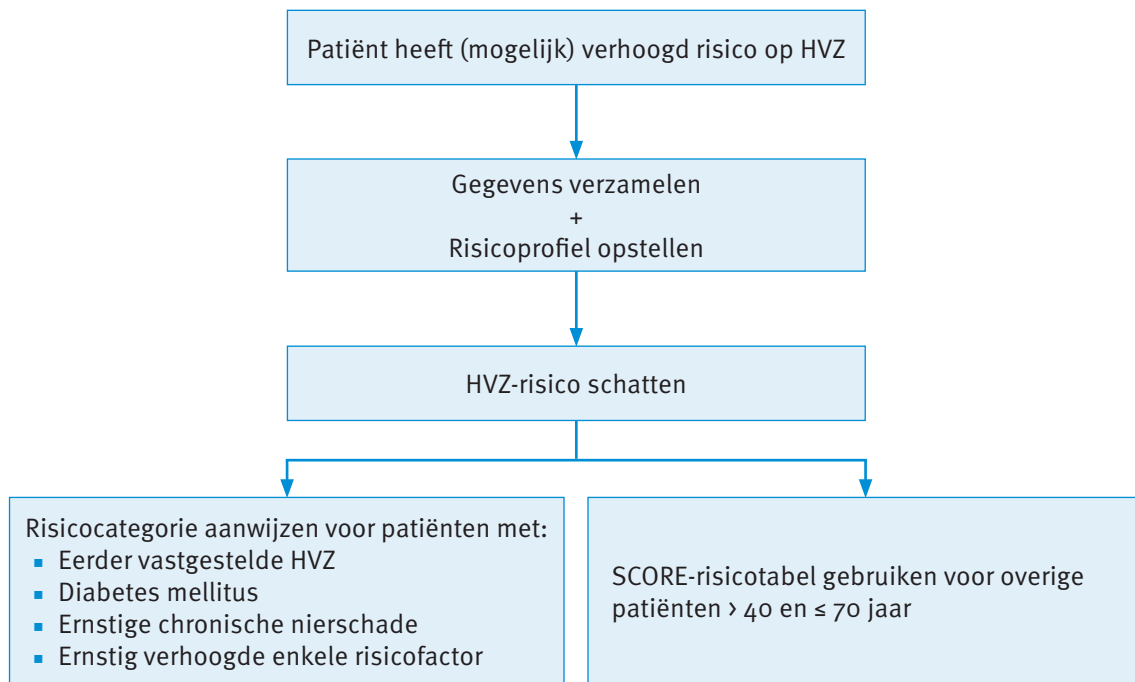 Patiënt heeft (mogelijk) verhoogd risico op HVZ
Gegevens verzamelen
+
Risicoprofiel opstellen
HVZ-risico schatten
Risicocategorie aanwijzen voor patiënten met:
▪ Eerder vastgestelde HVZ
▪ Diabetes mellitus
▪ Ernstige chronische nierschade
▪ Ernstig verhoogde enkele risicofactor
SCORE-risicotabel gebruiken voor overige
patiënten > 40 en ≤ 70 jaar